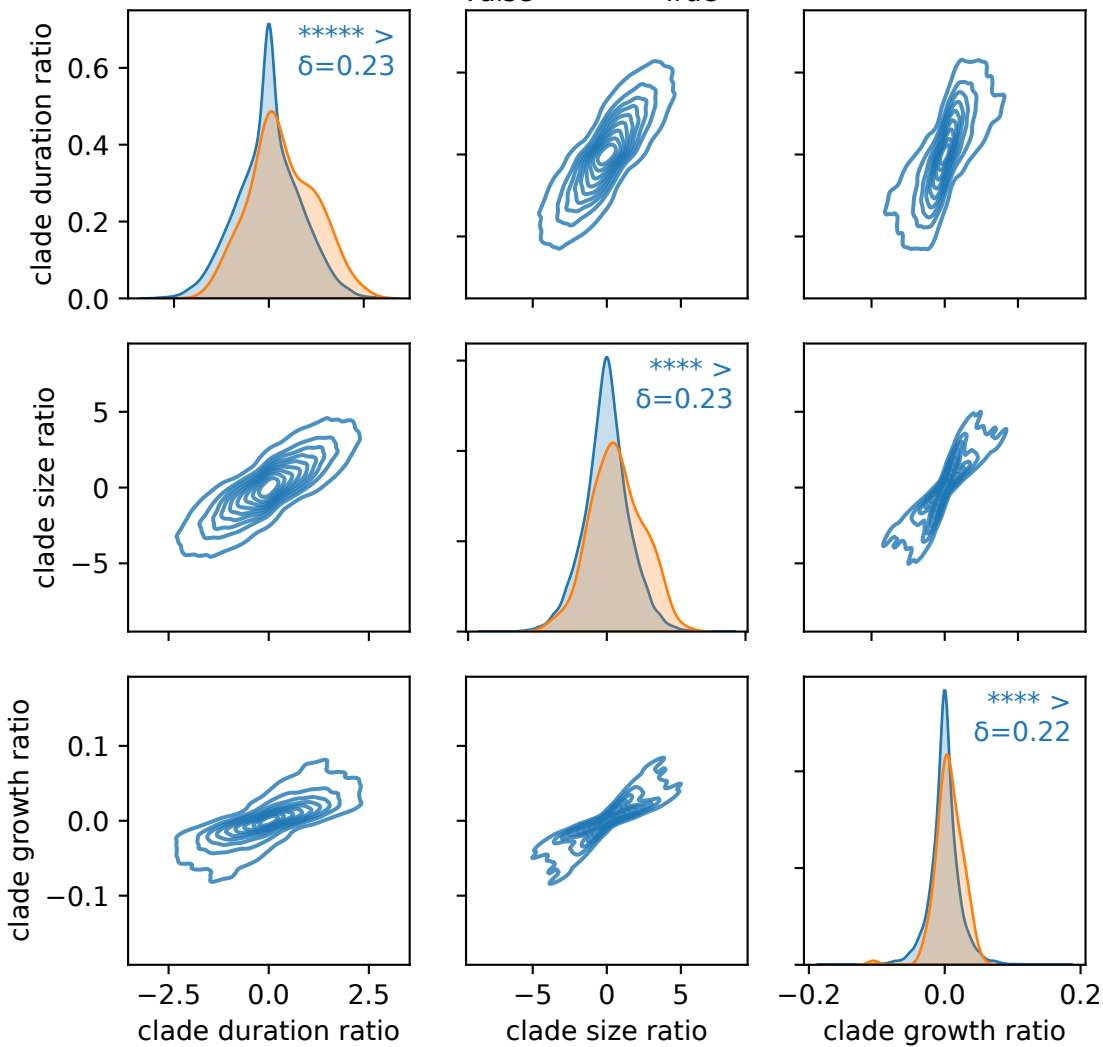 ***** >
δ=0.23
clade duration ratio
0.6
0.4
0.2
0.0
**** >
δ=0.23
clade size ratio
5
0
−5
**** >
δ=0.22
clade growth ratio
0.1
0.0
−0.1
−2.5 0.0 2.5
−5 0 5
−0.2 0.0 0.2
clade duration ratio
clade size ratio
clade growth ratio